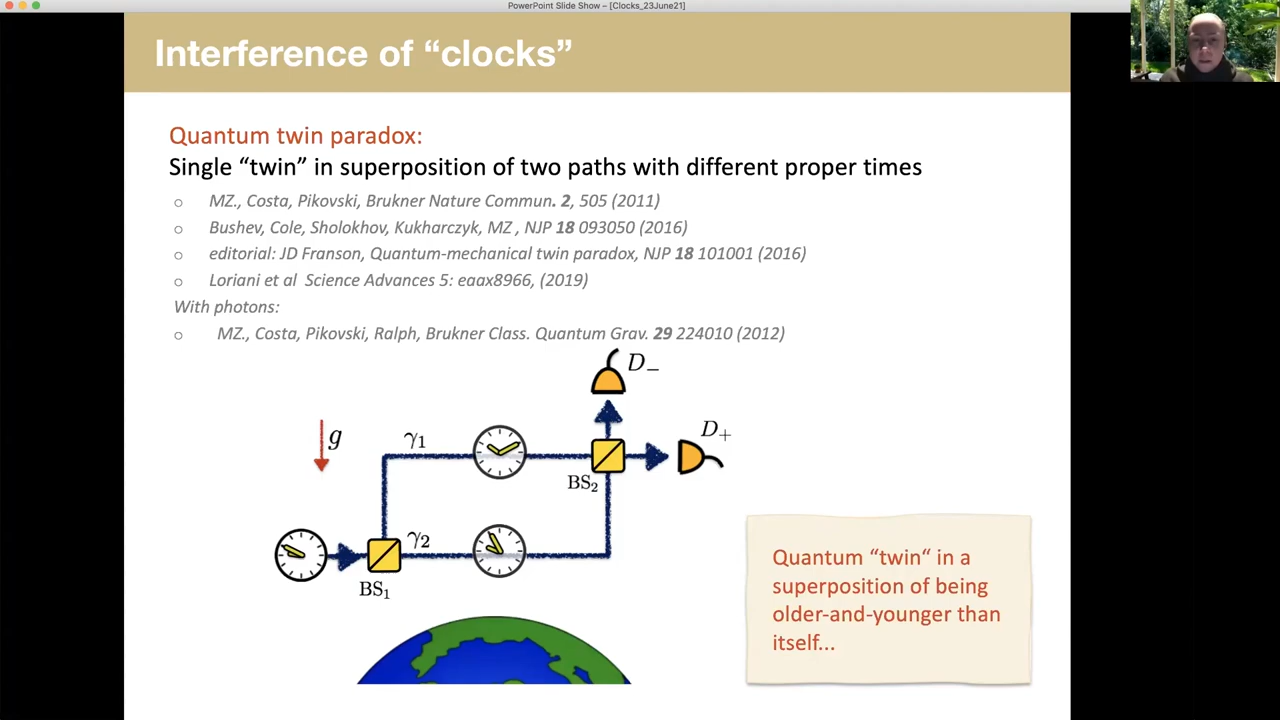 PowerPoint Slide Show – [Clocks_23June21]
Interference of “clocks”
Quantum twin paradox:
Single “twin” in superposition of two paths with different proper times
○ MZ., Costa, Pikovski, Brukner Nature Commun. 2, 505 (2011)
○ Bushev, Cole, Sholokhov, Kukharczyk, MZ , NJP 18 093050 (2016)
○ editorial: JD Franson, Quantum-mechanical twin paradox, NJP 18 101001 (2016)
○ Loriani et al Science Advances 5: eaax8966, (2019)
With photons:
○ MZ., Costa, Pikovski, Ralph, Brukner Class. Quantum Grav. 29 224010 (2012)
D₋
D₊
g
γ₁
BS₂
γ₂
BS₁
Quantum “twin“ in a
superposition of being
older-and-younger than
itself...